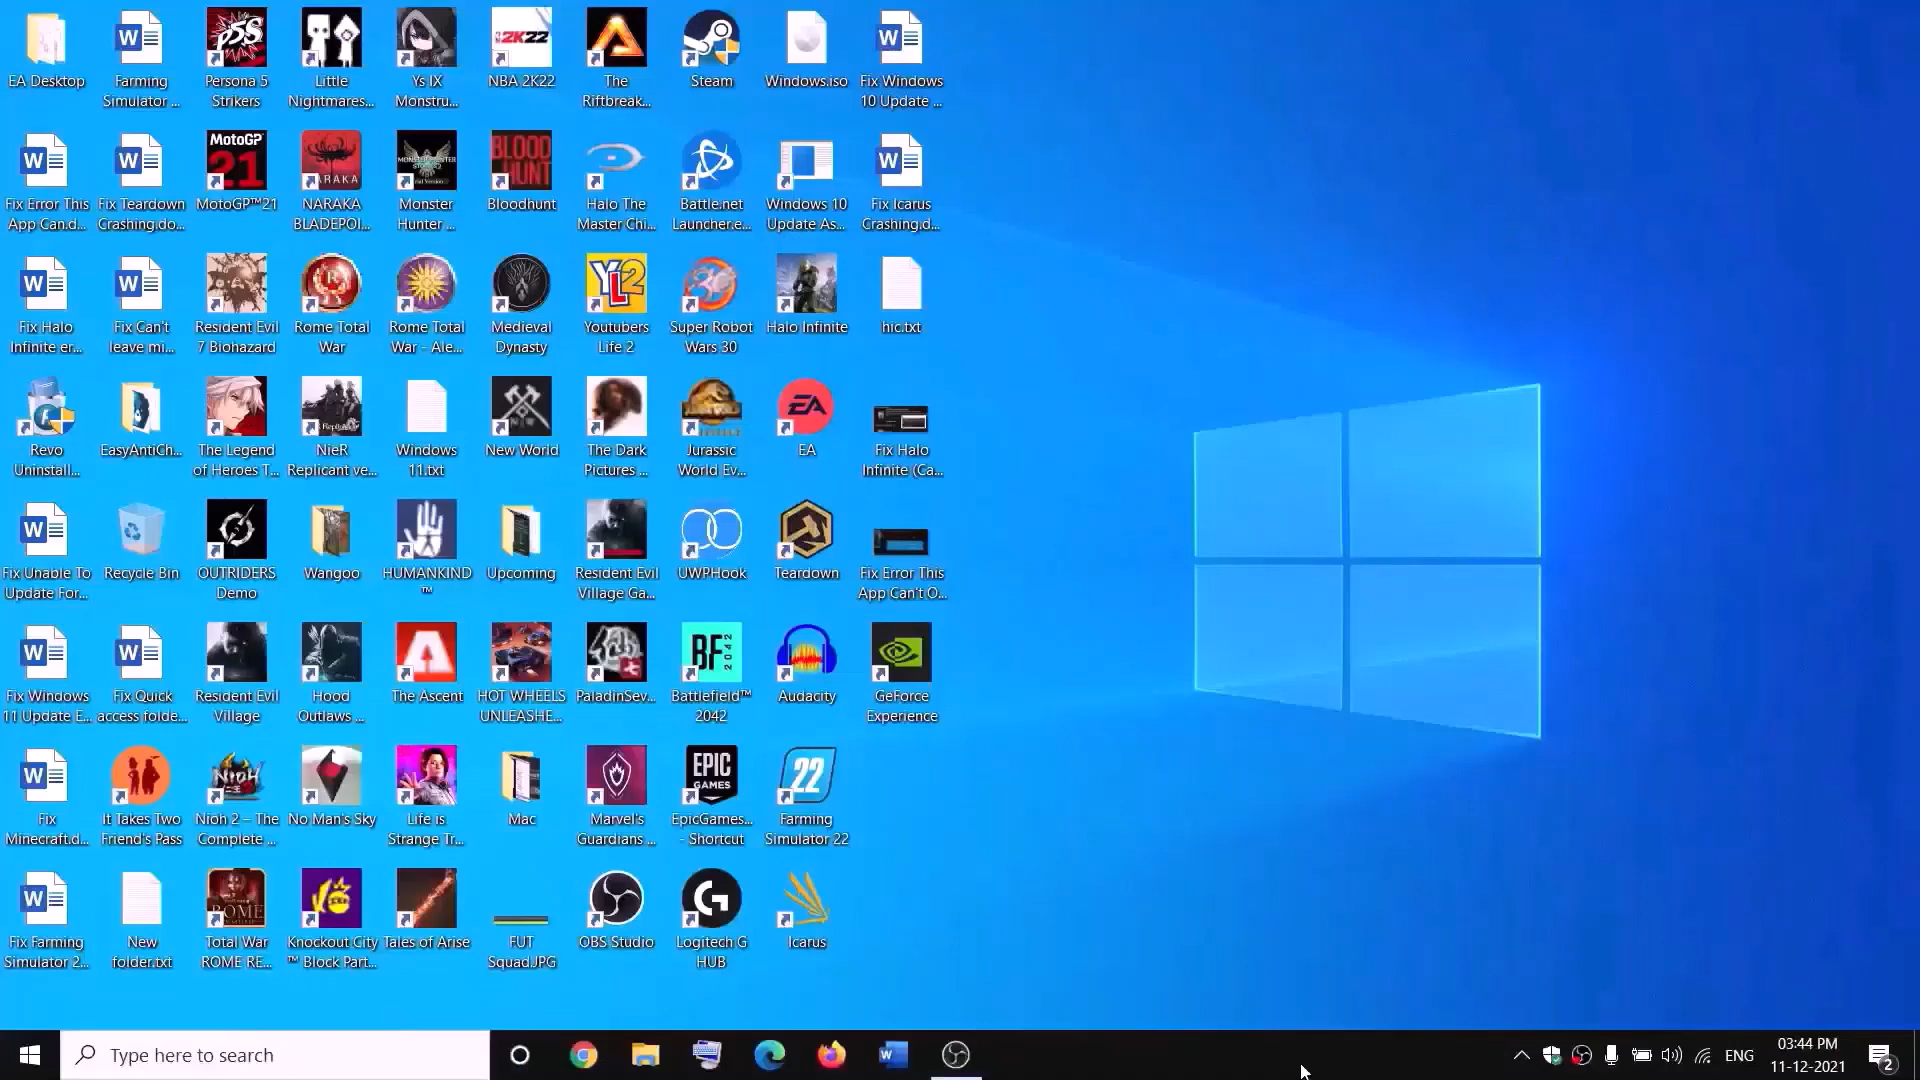 EA Desktop
Farming
Simulator ...
Persona 5
Strikers
Little
Nightmares...
Ys IX
Monstru...
NBA 2K22
The
Riftbreak...
Steam
Windows.iso
Fix Windows
10 Update ...
Fix Error This
App Can.d...
Fix Teardown
Crashing.do...
MotoGP™21
NARAKA
BLADEPOI...
Monster
Hunter ...
Bloodhunt
Halo The
Master Chi...
Battle.net
Launcher.e...
Windows 10
Update As...
Fix Icarus
Crashing.d...
Fix Halo
Infinite er...
Fix Can't
leave mi...
Resident Evil
7 Biohazard
Rome Total
War
Rome Total
War - Ale...
Medieval
Dynasty
Youtubers
Life 2
Super Robot
Wars 30
Halo Infinite
hic.txt
Revo
Uninstall...
EasyAntiCh...
The Legend
of Heroes T...
NieR
Replicant ve...
Windows
11.txt
New World
The Dark
Pictures ...
Jurassic
World Ev...
EA
Fix Halo
Infinite (Ca...
Fix Unable To
Update For...
Recycle Bin
OUTRIDERS
Demo
Wangoo
HUMANKIND
™
Upcoming
Resident Evil
Village Ga...
UWPHook
Teardown
Fix Error This
App Can't O...
Fix Windows
11 Update E...
Fix Quick
access folde...
Resident Evil
Village
Hood
Outlaws ...
The Ascent
HOT WHEELS
UNLEASHE...
PaladinSev...
Battlefield™
2042
Audacity
GeForce
Experience
Fix
Minecraft.d...
It Takes Two
Friend's Pass
Nioh 2 – The
Complete ...
No Man's Sky
Life is
Strange Tr...
Mac
Marvel's
Guardians ...
EpicGames...
- Shortcut
Farming
Simulator 22
Fix Farming
Simulator 2...
New
folder.txt
Total War
ROME RE...
Knockout City
™ Block Part...
Tales of Arise
FUT
Squad.JPG
OBS Studio
Logitech G
HUB
Icarus
Type here to search
ENG
03:44 PM
11-12-2021
2